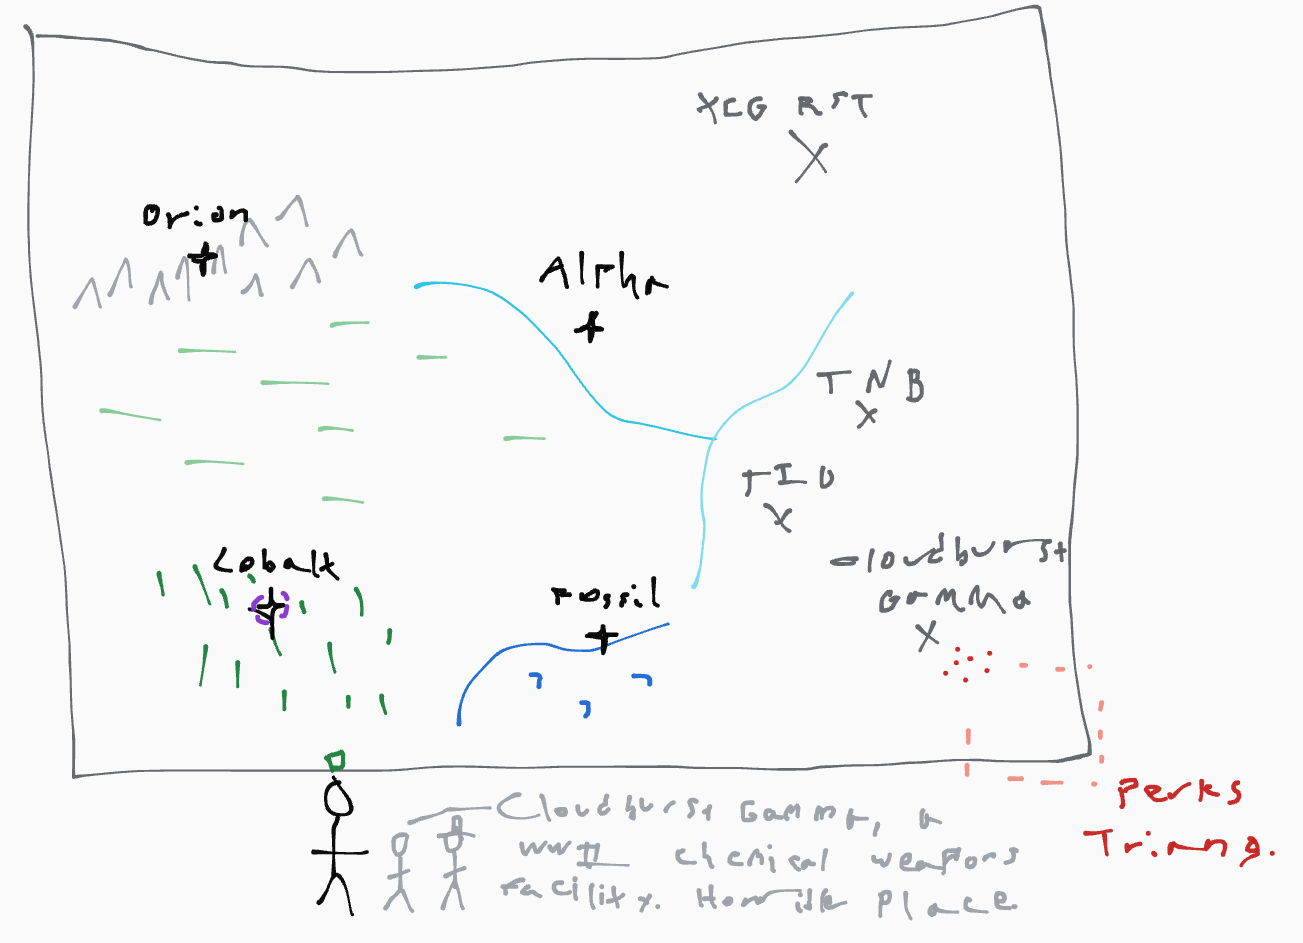 XCG RST
Orion
Alpha
TNB
TID
Cobalt
Cloudburst
Gamma
Fossil
Perks
Triang.
Cloudburst Gamma, a
WWII chemical weapons
facility. Horrible place.